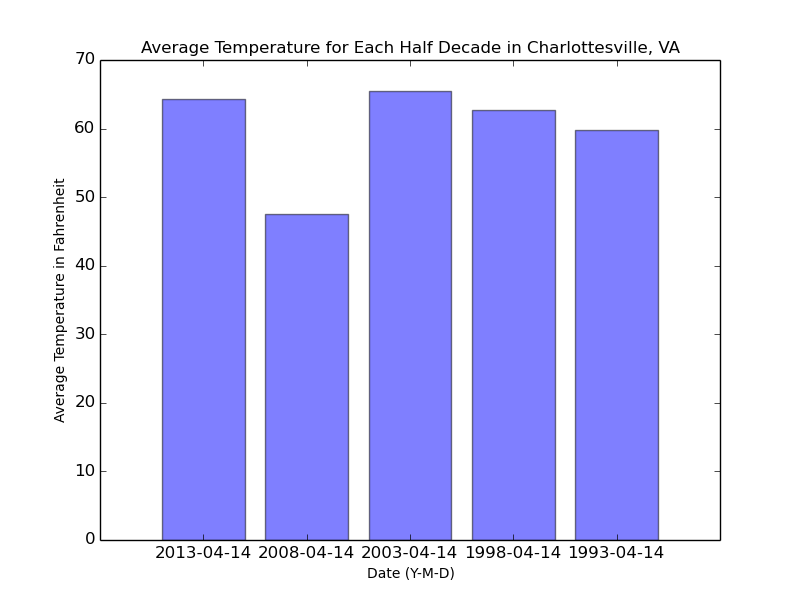 Average Temperature for Each Half Decade in Charlottesville, VA
70
60
50
40
30
20
10
0
Average Temperature in Fahrenheit
2013-04-14 2008-04-14 2003-04-14 1998-04-14 1993-04-14
Date (Y-M-D)